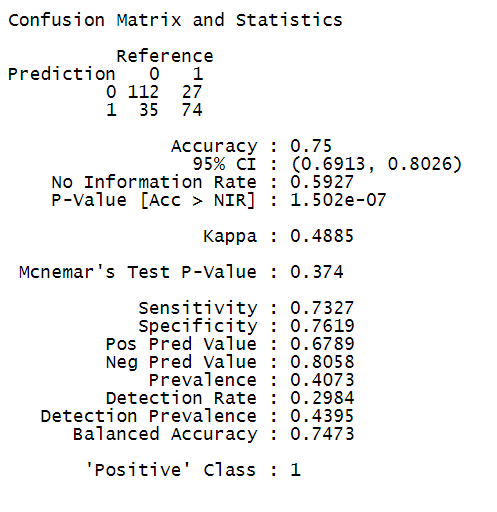 Confusion Matrix and Statistics
Reference
Prediction 0 1
0 112 27
1 35 74
Accuracy : 0.75
95% CI : (0.6913, 0.8026)
No Information Rate : 0.5927
P-Value [Acc > NIR] : 1.502e-07
Kappa : 0.4885
Mcnemar's Test P-Value : 0.374
Sensitivity : 0.7327
Specificity : 0.7619
Pos Pred Value : 0.6789
Neg Pred Value : 0.8058
Prevalence : 0.4073
Detection Rate : 0.2984
Detection Prevalence : 0.4395
Balanced Accuracy : 0.7473
'Positive' Class : 1